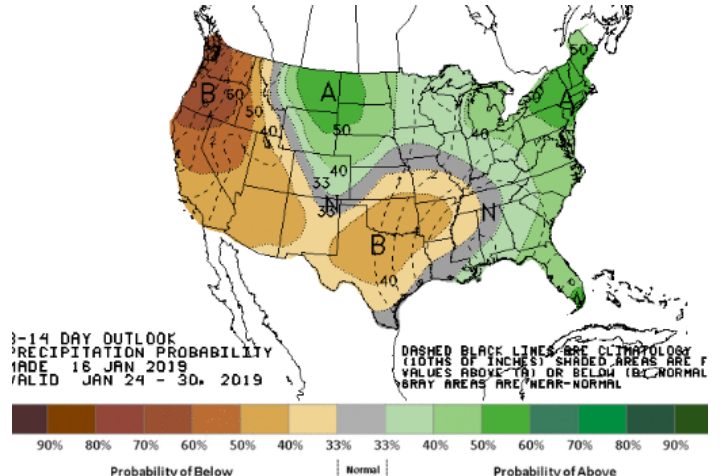 50
B
60
50
40
A
50
A
40
40
33
N
33
N
B
40
8-14 DAY OUTLOOK
PRECIPITATION PROBABILITY
MADE 16 JAN 2019
VALID JAN 24 - 30, 2019
DASHED BLACK LINES ARE CLIMATOLOGY
(10THS OF INCHES) SHADED AREAS ARE F
VALUES ABOVE (A) OR BELOW (B) NORMAL
GRAY AREAS ARE NEAR-NORMAL
90% 80% 70% 60% 50% 40% 33% 33% 40% 50% 60% 70% 80% 90%
Probability of Below Normal Probability of Above